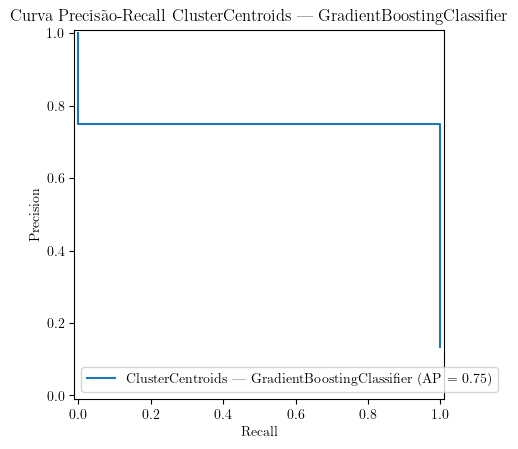 Curva Precisão-Recall ClusterCentroids — GradientBoostingClassifier
1.0
0.8
0.6
0.4
0.2
0.0
Precision
ClusterCentroids — GradientBoostingClassifier (AP = 0.75)
0.0 0.2 0.4 0.6 0.8 1.0
Recall